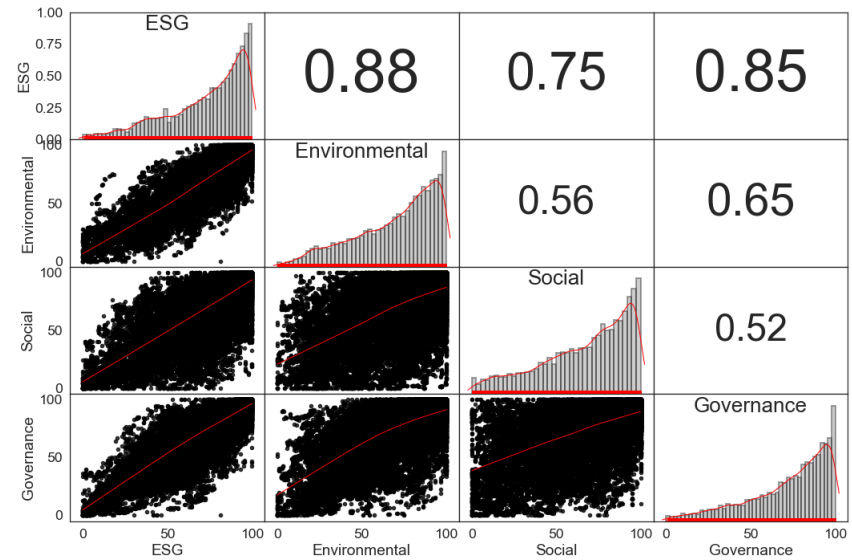 1.00
ESG
0.75
0.50
0.25
0.00
ESG
0.88
0.75
0.85
100
50
0
Environmental
Environmental
0.56
0.65
100
50
0
Social
Social
0.52
100
50
0
Governance
Governance
0 50 100
0 50 100
0 50 100
0 50 100
ESG
Environmental
Social
Governance